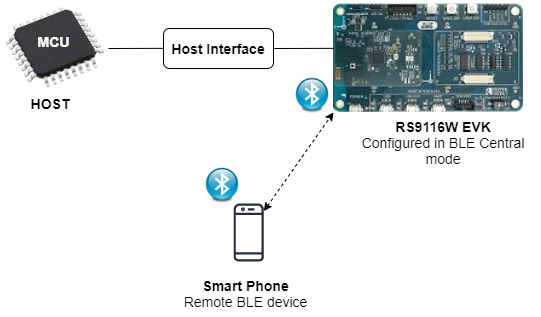 MCU
Host Interface
HOST
RS9116W EVK
Configured in BLE Central
mode
Smart Phone
Remote BLE device